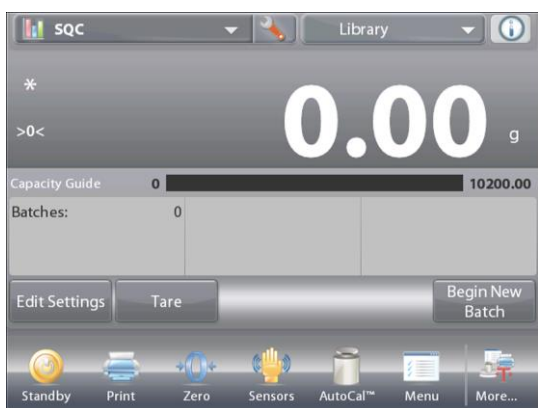 SQC
Library
*
>0<
0.00 g
Capacity Guide 0 10200.00
Batches: 0
Edit Settings Tare Begin New
Batch
Standby Print Zero Sensors AutoCal™ Menu More...